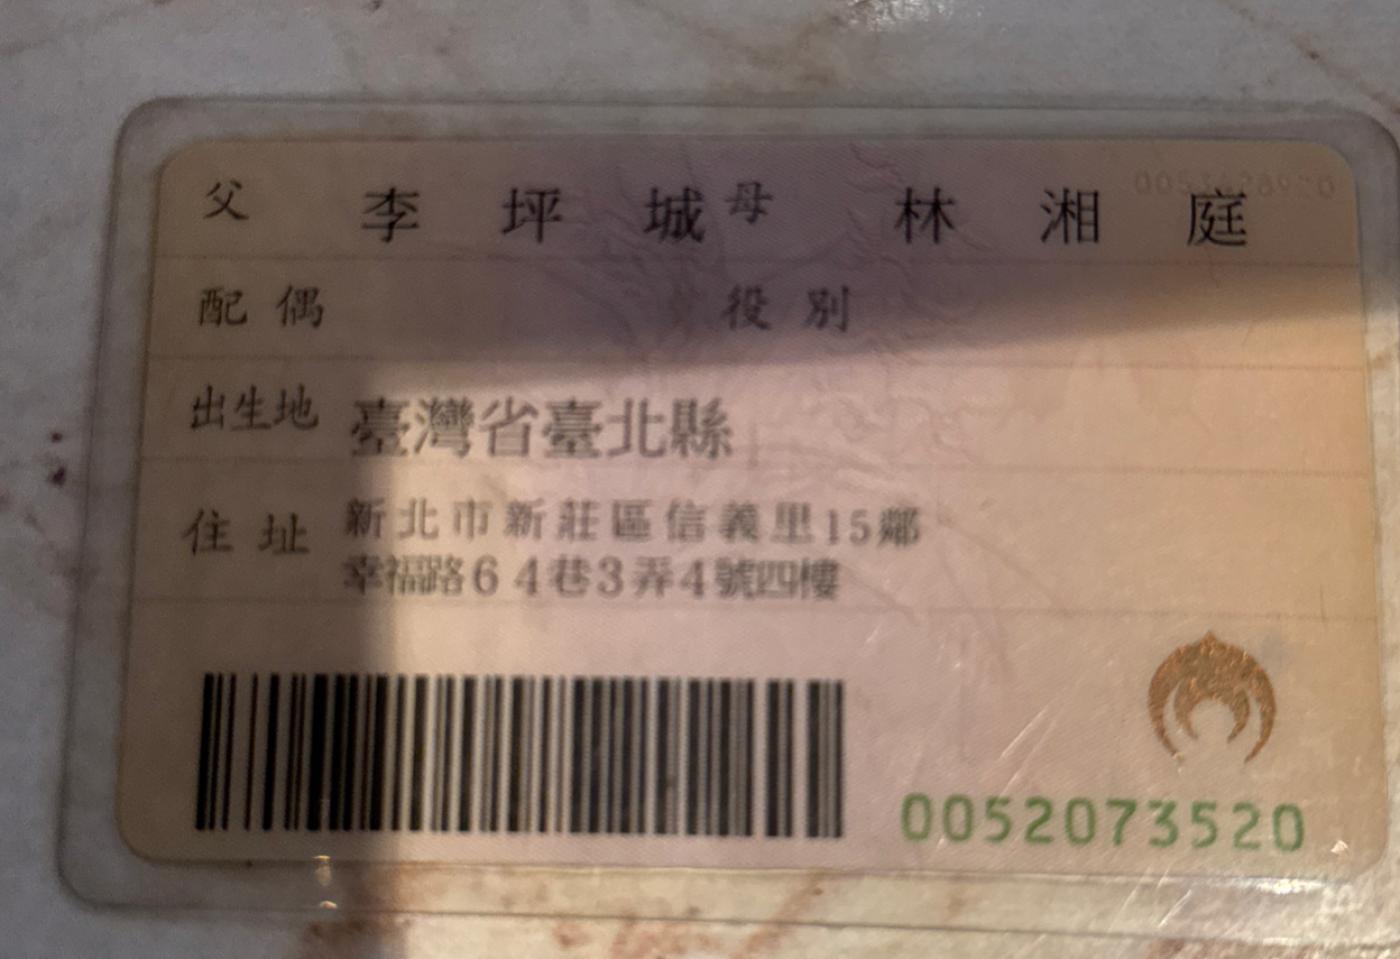 父 李坪城 母 林湘庭
配偶 役別
出生地 臺灣省臺北縣
住址 新北市新莊區信義里15鄰
幸福路64巷3弄4號四樓
0052073520